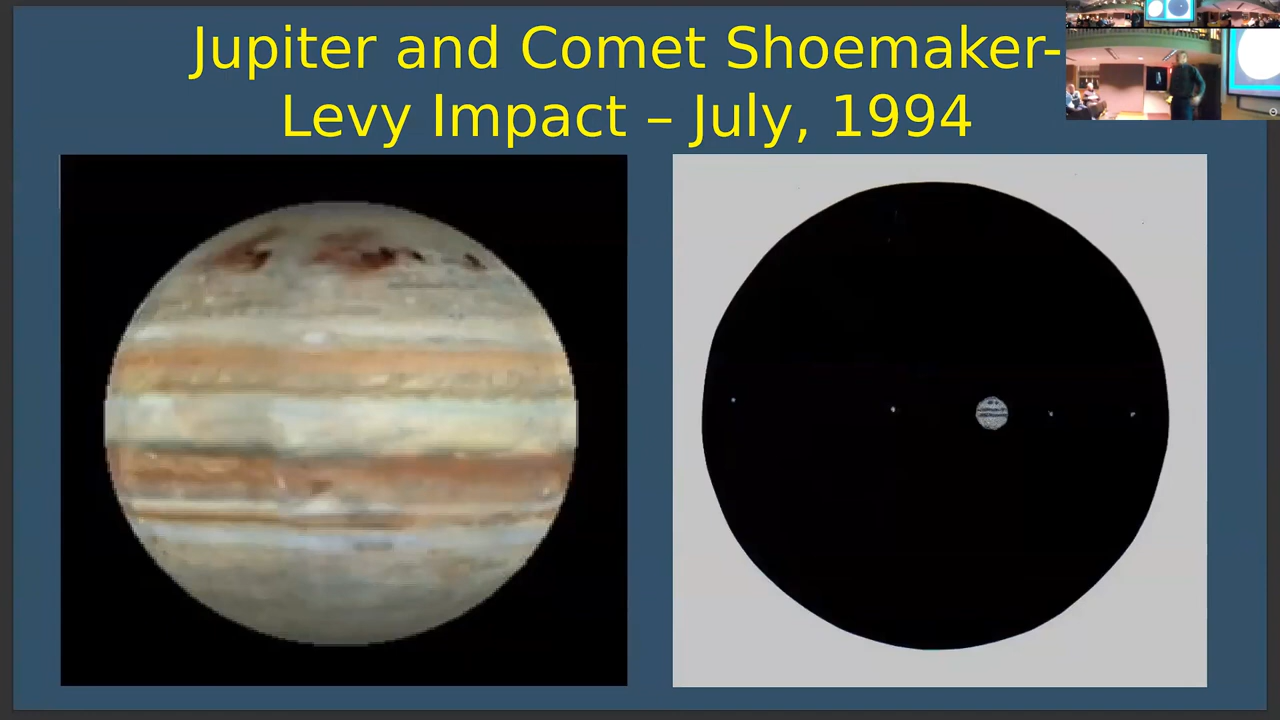 Jupiter and Comet Shoemaker-
Levy Impact – July, 1994